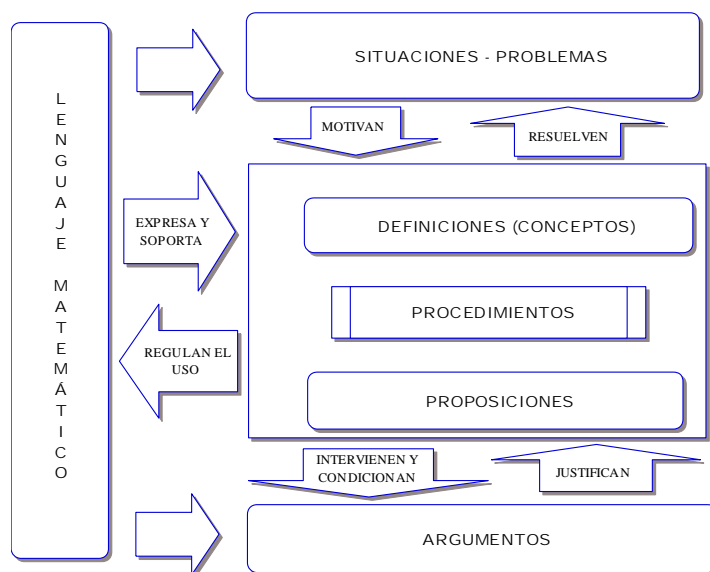 LENGUAJE MATEMÁTICO
SITUACIONES - PROBLEMAS
MOTIVAN
RESUELVEN
EXPRESA Y
SOPORTA
DEFINICIONES (CONCEPTOS)
PROCEDIMIENTOS
REGULAN EL
USO
PROPOSICIONES
INTERVIENEN Y
CONDICIONAN
JUSTIFICAN
ARGUMENTOS